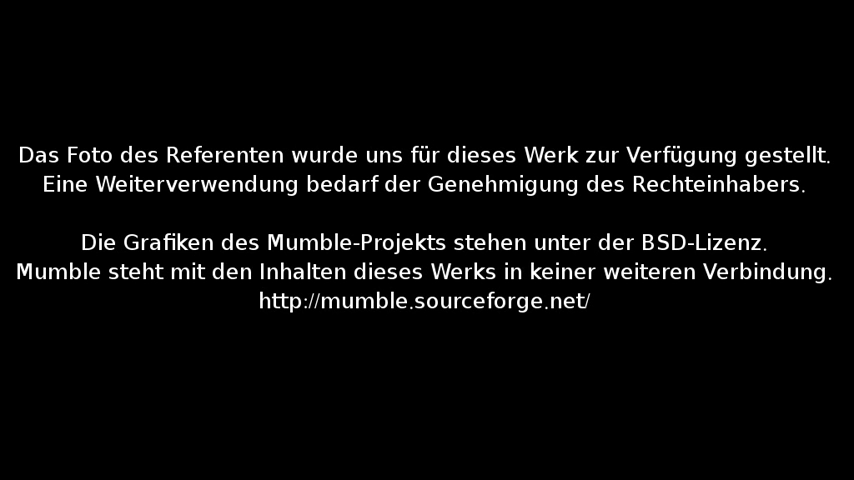 Das Foto des Referenten wurde uns für dieses Werk zur Verfügung gestellt.
Eine Weiterverwendung bedarf der Genehmigung des Rechteinhabers.
Die Grafiken des Mumble-Projekts stehen unter der BSD-Lizenz.
Mumble steht mit den Inhalten dieses Werks in keiner weiteren Verbindung.
http://mumble.sourceforge.net/